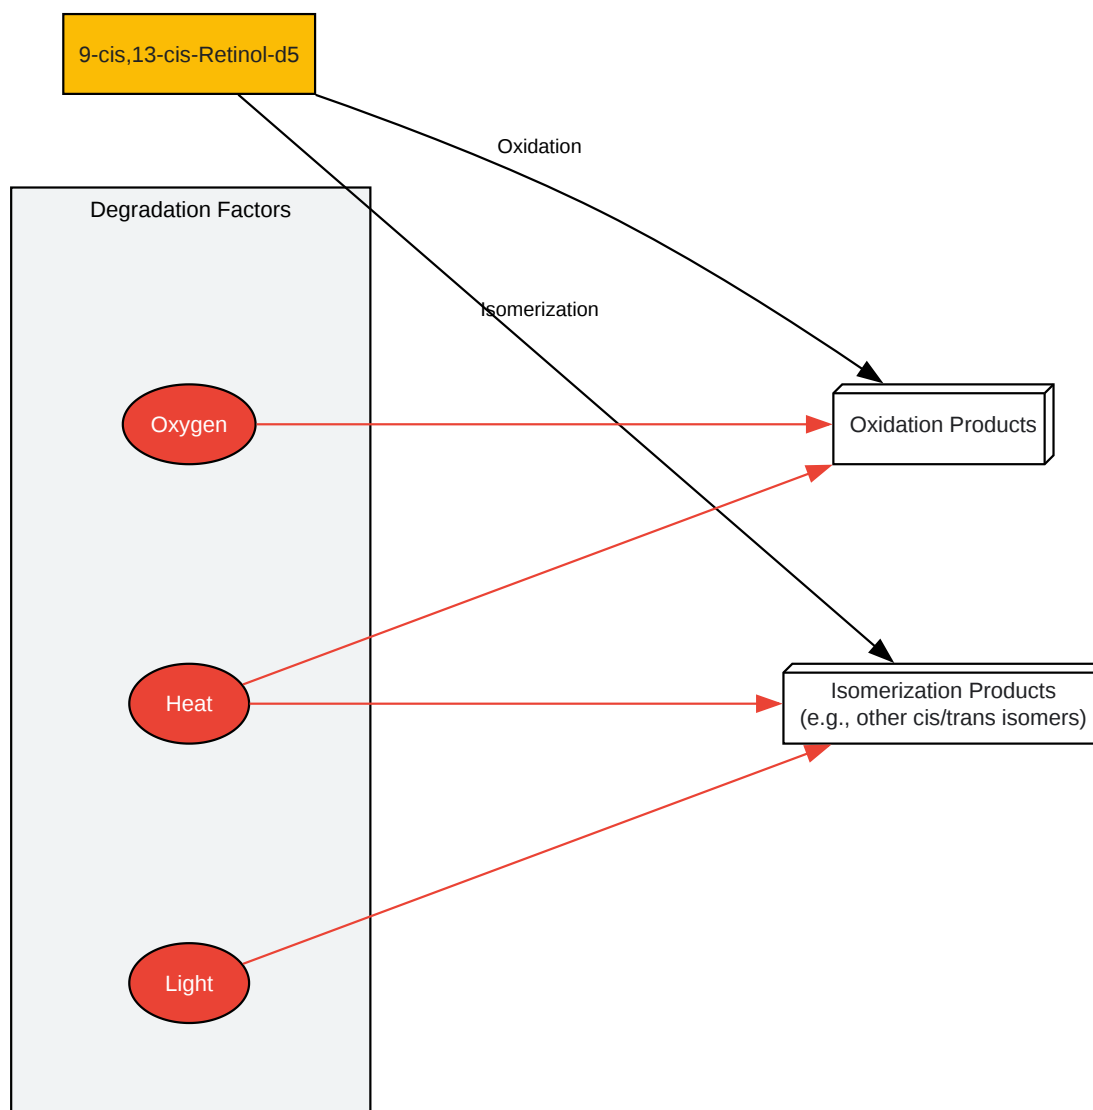 9-cis,13-cis-Retinol-d5
Oxidation
Degradation Factors
Isomerization
Oxygen
Oxidation Products
Heat
Isomerization Products
(e.g., other cis/trans isomers)
Light